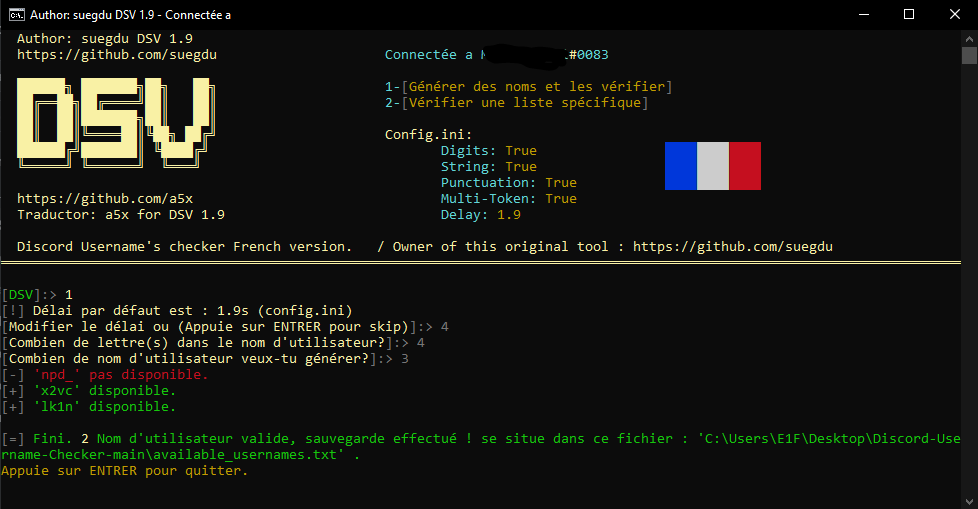 Author: suegdu DSV 1.9 - Connectée a
Author: suegdu DSV 1.9
https://github.com/suegdu
Connectée a #0083
DSV
1-[Générer des noms et les vérifier]
2-[Vérifier une liste spécifique]
Config.ini:
Digits: True
String: True
Punctuation: True
Multi-Token: True
Delay: 1.9
https://github.com/a5x
Traductor: a5x for DSV 1.9
Discord Username's checker French version. / Owner of this original tool : https://github.com/suegdu
[DSV]:> 1
[!] Délai par défaut est : 1.9s (config.ini)
[Modifier le délai ou (Appuie sur ENTRER pour skip)]:> 4
[Combien de lettre(s) dans le nom d'utilisateur?]:> 4
[Combien de nom d'utilisateur veux-tu générer?]:> 3
[-] 'npd_' pas disponible.
[+] 'x2vc' disponible.
[+] 'lk1n' disponible.
[=] Fini. 2 Nom d'utilisateur valide, sauvegarde effectué ! se situe dans ce fichier : 'C:\Users\E1F\Desktop\Discord-Use
rname-Checker-main\available_usernames.txt' .
Appuie sur ENTRER pour quitter.